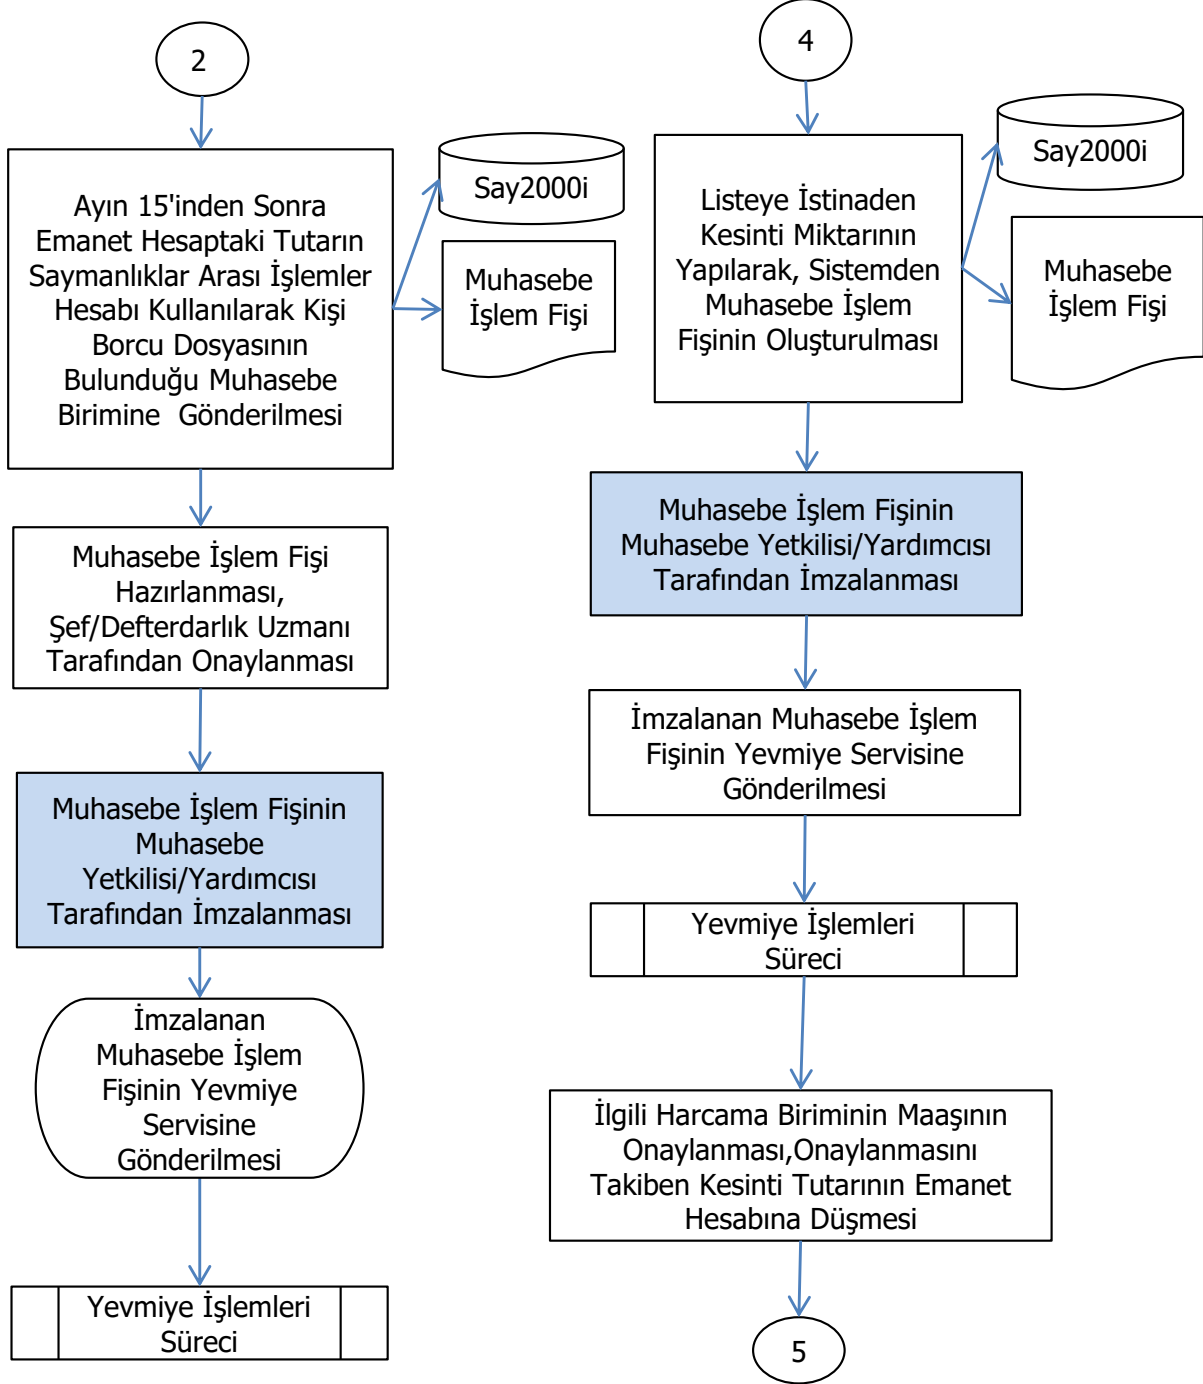 2
Ayın 15'inden Sonra
Emanet Hesaptaki Tutarın
Saymanlıklar Arası İşlemler
Hesabı Kullanılarak Kişi
Borcu Dosyasının
Bulunduğu Muhasebe
Birimine  Gönderilmesi
Say2000i
Muhasebe
İşlem Fişi
Muhasebe İşlem Fişi
Hazırlanması,
Şef/Defterdarlık Uzmanı
Tarafından Onaylanması
Muhasebe İşlem Fişinin
Muhasebe
Yetkilisi/Yardımcısı
Tarafından İmzalanması
İmzalanan
Muhasebe İşlem
Fişinin Yevmiye
Servisine
Gönderilmesi
Yevmiye İşlemleri
Süreci
4
Listeye İstinaden
Kesinti Miktarının
Yapılarak, Sistemden
Muhasebe İşlem
Fişinin Oluşturulması
Say2000i
Muhasebe
İşlem Fişi
Muhasebe İşlem Fişinin
Muhasebe Yetkilisi/Yardımcısı
Tarafından İmzalanması
İmzalanan Muhasebe İşlem
Fişinin Yevmiye Servisine
Gönderilmesi
Yevmiye İşlemleri
Süreci
İlgili Harcama Biriminin Maaşının
Onaylanması,Onaylanmasını
Takiben Kesinti Tutarının Emanet
Hesabına Düşmesi
5